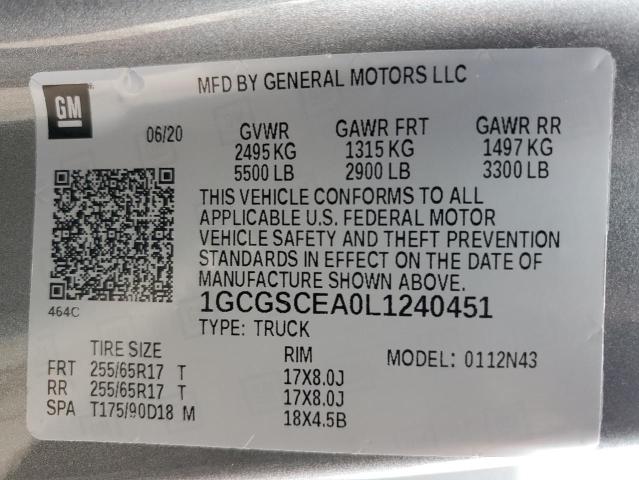 GM
MFD BY GENERAL MOTORS LLC
06/20 GVWR GAWR FRT GAWR RR
2495 KG 1315 KG 1497 KG
5500 LB 2900 LB 3300 LB
THIS VEHICLE CONFORMS TO ALL
APPLICABLE U.S. FEDERAL MOTOR
VEHICLE SAFETY AND THEFT PREVENTION
STANDARDS IN EFFECT ON THE DATE OF
MANUFACTURE SHOWN ABOVE.
464C 1GCGSCEA0L1240451
TYPE: TRUCK
TIRE SIZE RIM MODEL: 0112N43
FRT 255/65R17 T 17X8.0J
RR 255/65R17 T 17X8.0J
SPA T175/90D18 M 18X4.5B